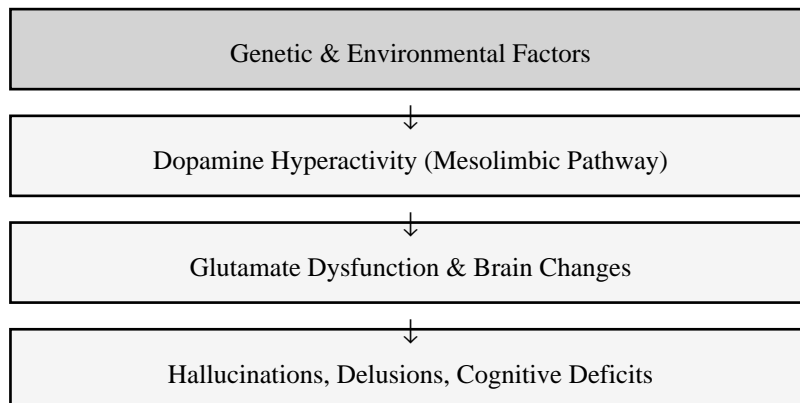 Genetic & Environmental Factors
Dopamine Hyperactivity (Mesolimbic Pathway)
Glutamate Dysfunction & Brain Changes
Hallucinations, Delusions, Cognitive Deficits